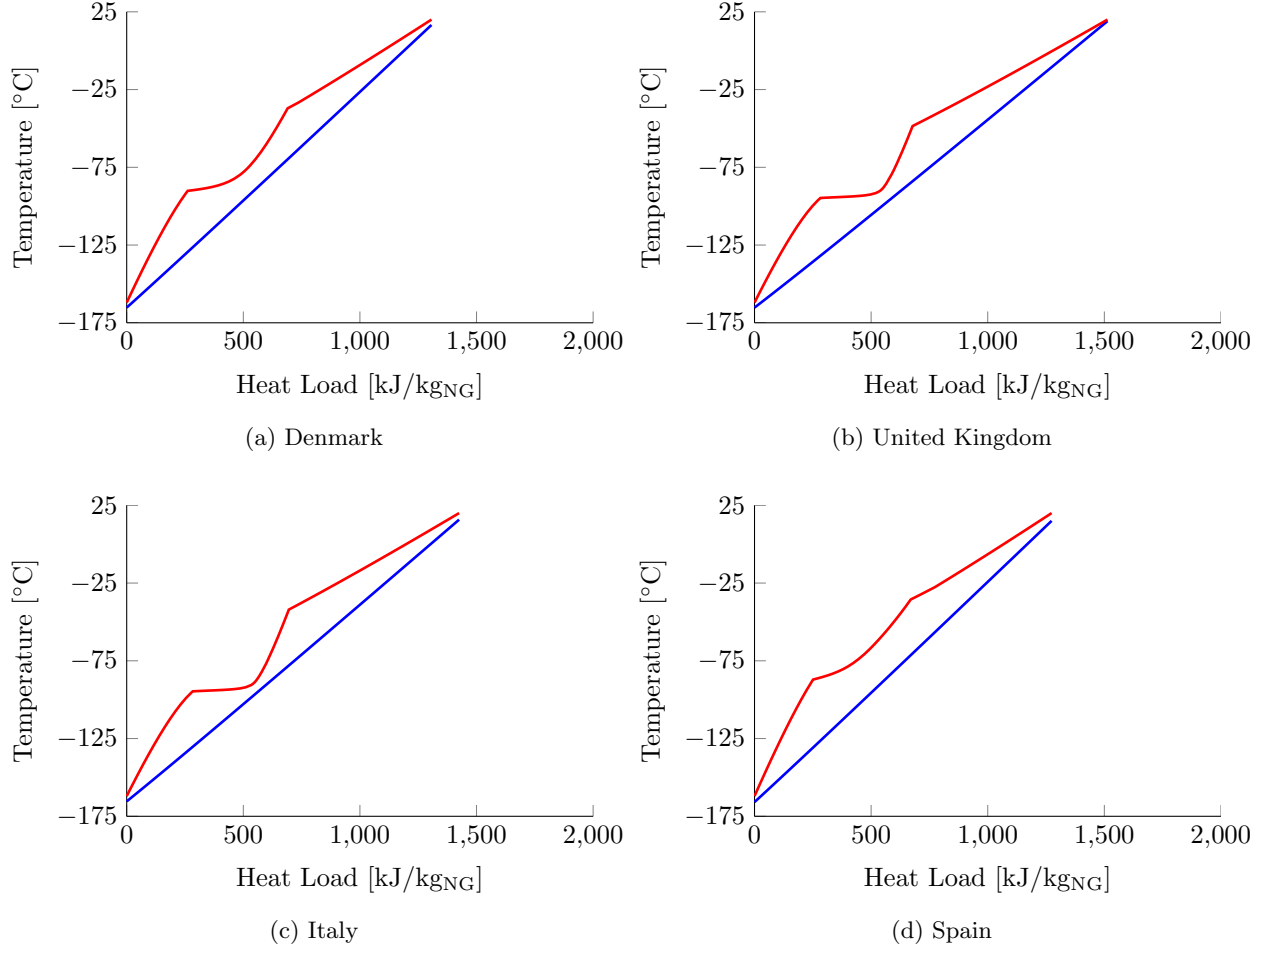 25
−25
−75
−125
−175
Temperature [°C]
0 500 1,000 1,500 2,000
Heat Load [kJ/kgNG]
(a) Denmark
25
−25
−75
−125
−175
Temperature [°C]
0 500 1,000 1,500 2,000
Heat Load [kJ/kgNG]
(b) United Kingdom
25
−25
−75
−125
−175
Temperature [°C]
0 500 1,000 1,500 2,000
Heat Load [kJ/kgNG]
(c) Italy
25
−25
−75
−125
−175
Temperature [°C]
0 500 1,000 1,500 2,000
Heat Load [kJ/kgNG]
(d) Spain